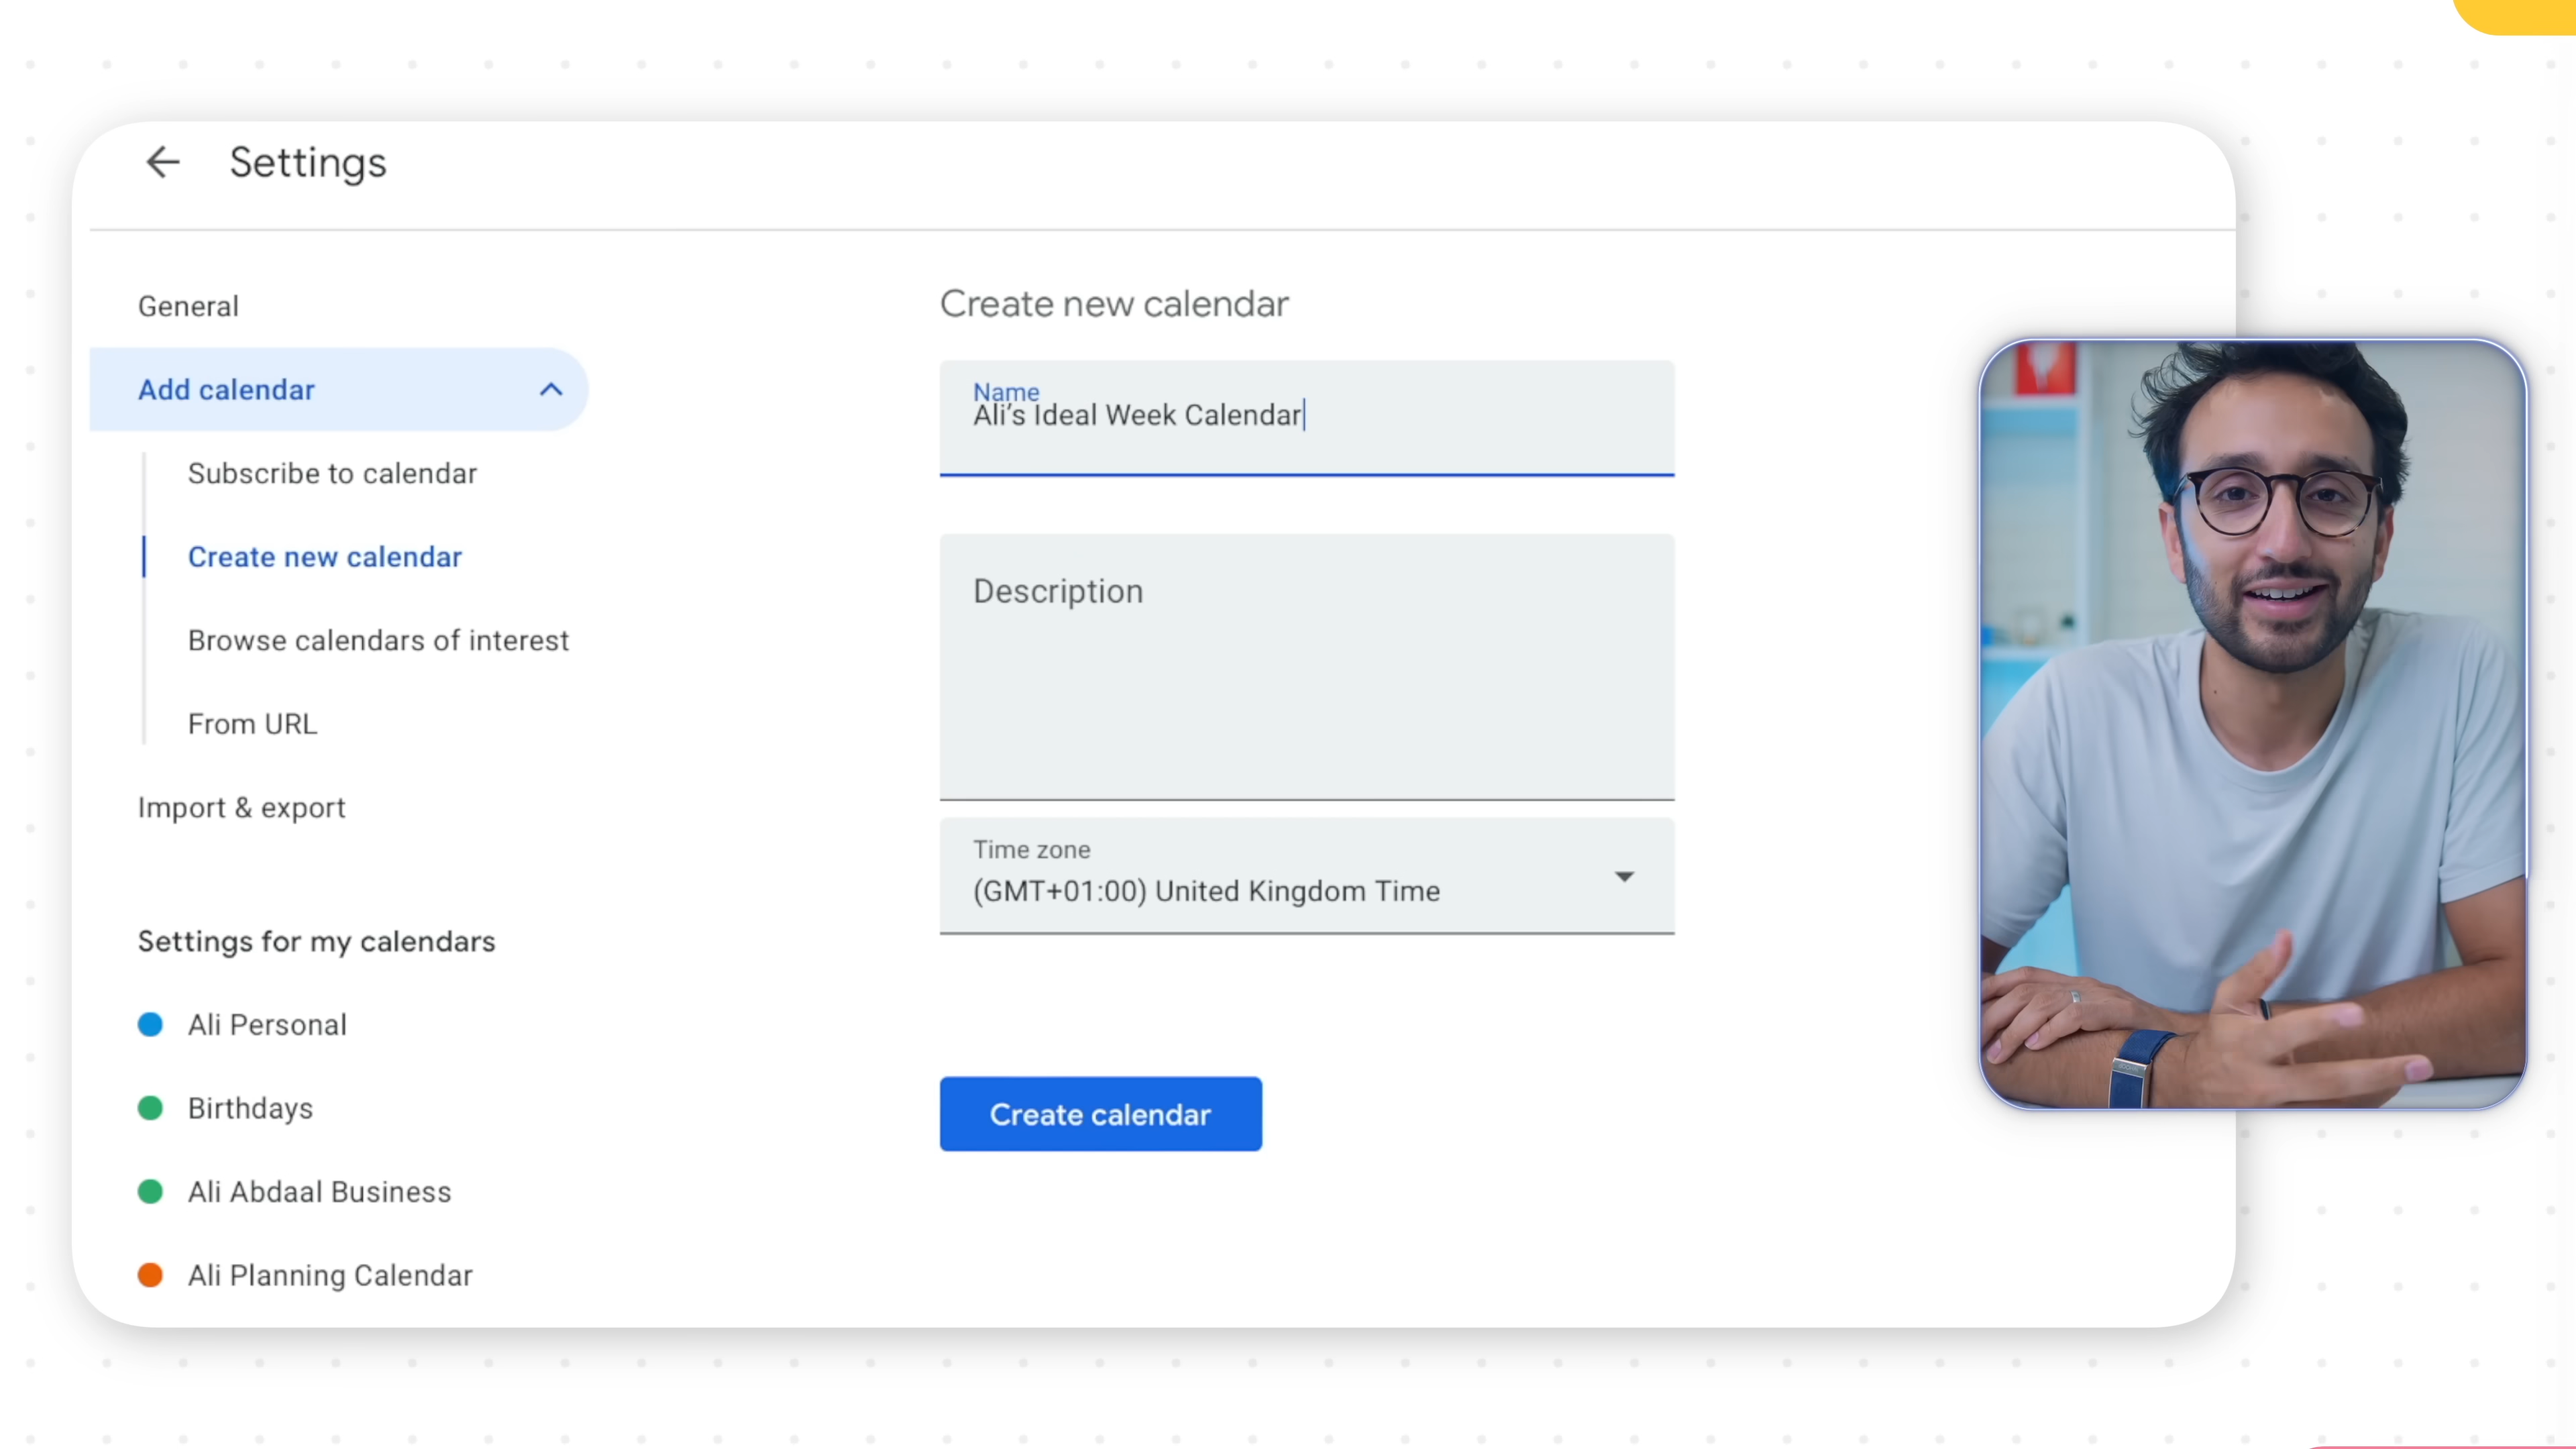 Settings
General
Add calendar
Subscribe to calendar
Create new calendar
Browse calendars of interest
From URL
Import & export
Settings for my calendars
Ali Personal
Birthdays
Ali Abdaal Business
Ali Planning Calendar
Create new calendar
Name
Ali’s Ideal Week Calendar
Description
Time zone
(GMT+01:00) United Kingdom Time
Create calendar